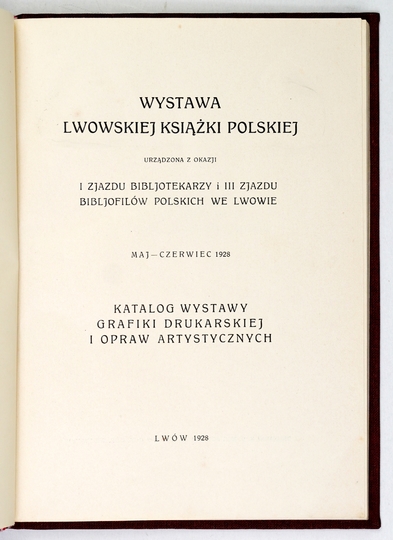 WYSTAWA
LWOWSKIEJ KSIĄŻKI POLSKIEJ
URZĄDZONA Z OKAZJI
I ZJAZDU BIBLJOTEKARZY i III ZJAZDU
BIBLJOFILÓW POLSKICH WE LWOWIE
MAJ—CZERWIEC 1928
KATALOG WYSTAWY
GRAFIKI DRUKARSKIEJ
I OPRAW ARTYSTYCZNYCH
LWÓW 1928